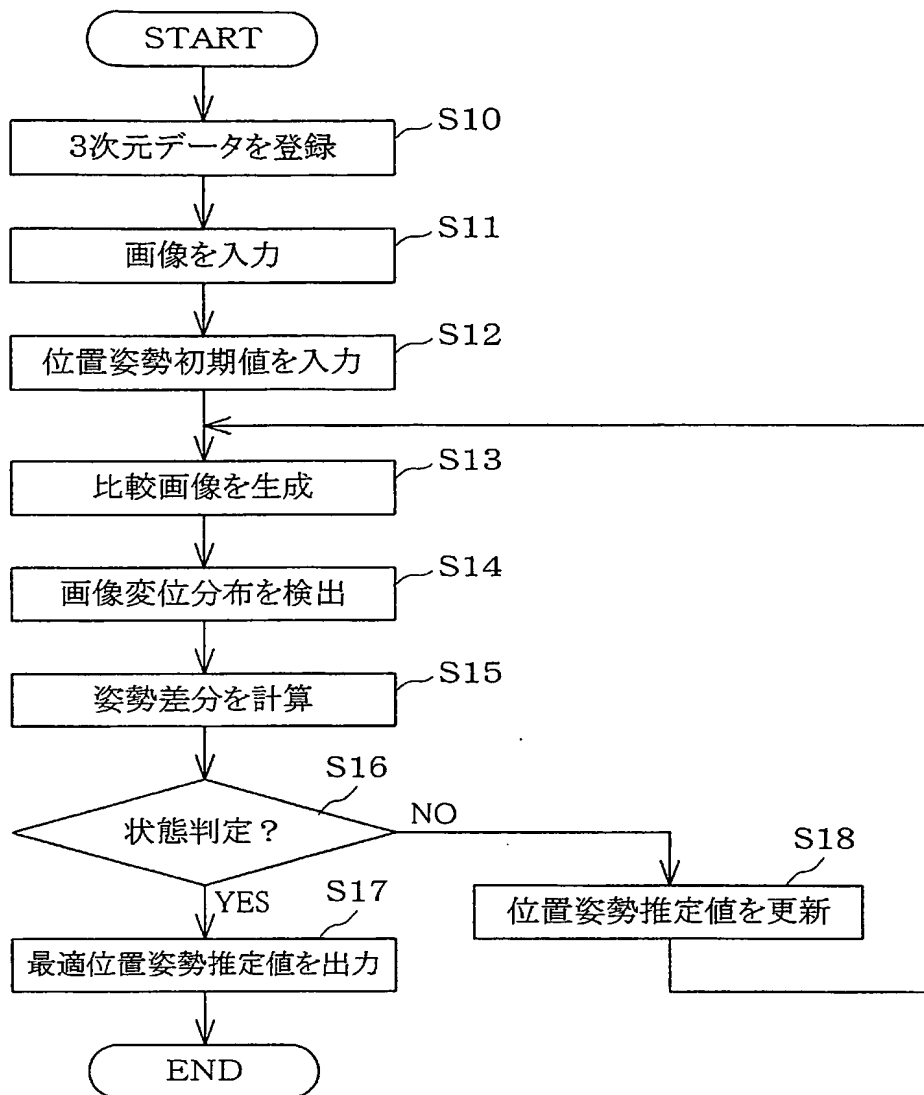 START
S10
3次元データを登録
S11
画像を入力
S12
位置姿勢初期値を入力
S13
比較画像を生成
S14
画像変位分布を検出
S15
姿勢差分を計算
S16
状態判定?
NO
YES
S18
位置姿勢推定値を更新
S17
最適位置姿勢推定値を出力
END